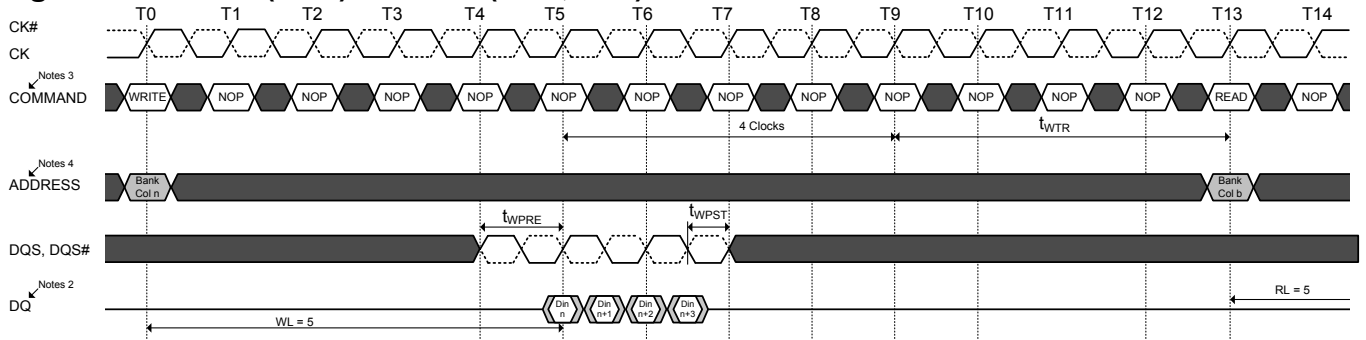 T0 T1 T2 T3 T4 T5 T6 T7 T8 T9 T10 T11 T12 T13 T14
CK#
CK
Notes 3
COMMAND WRITE NOP NOP NOP NOP NOP NOP NOP NOP NOP NOP NOP NOP READ NOP
4 Clocks tWTR
Notes 4
ADDRESS Bank Col n Bank Col b
tWPRE tWPST
DQS, DQS#
Notes 2
DQ Din n Din n+1 Din n+2 Din n+3
RL = 5
WL = 5